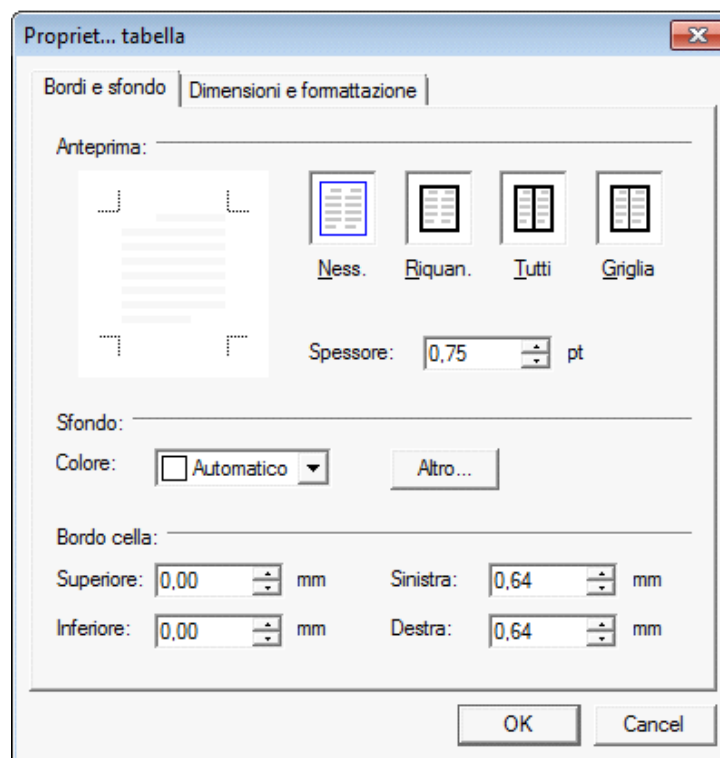 Propriet... tabella
Bordi e sfondo Dimensioni e formattazione
Anteprima:
Ness. Riquan. Tutti Griglia
Spessore: 0,75 pt
Sfondo:
Colore: Automatico Altro...
Bordo cella:
Superiore: 0,00 mm Sinistra: 0,64 mm
Inferiore: 0,00 mm Destra: 0,64 mm
OK Cancel